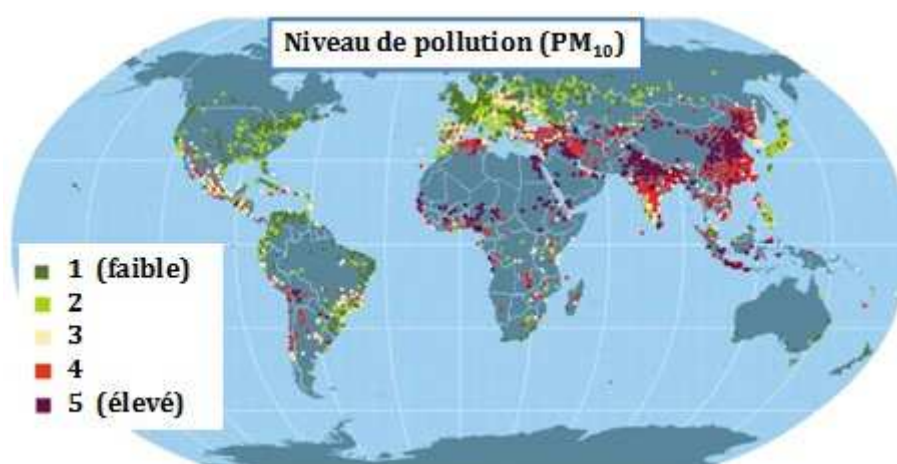 Niveau de pollution (PM₁₀)
1 (faible)
2
3
4
5 (élevé)